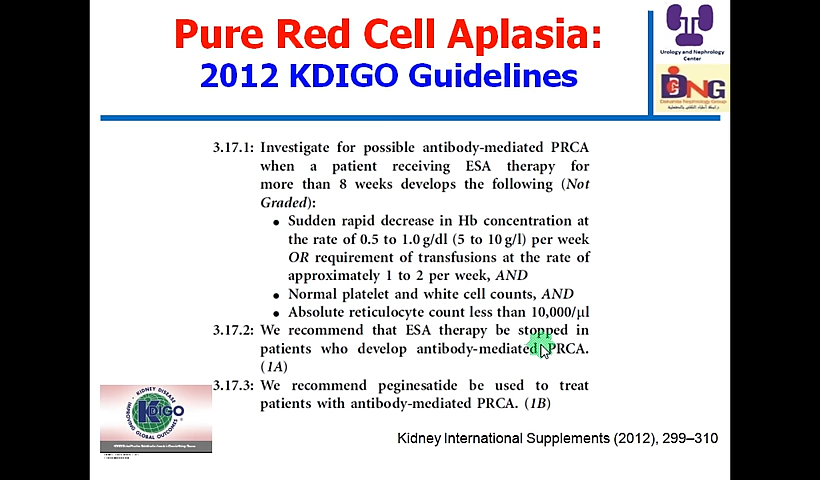 Pure Red Cell Aplasia:
2012 KDIGO Guidelines
Urology and Nephrology
Center
DNG
3.17.1: Investigate for possible antibody-mediated PRCA
when a patient receiving ESA therapy for
more than 8 weeks develops the following (Not
Graded):
• Sudden rapid decrease in Hb concentration at
the rate of 0.5 to 1.0 g/dl (5 to 10 g/l) per week
OR requirement of transfusions at the rate of
approximately 1 to 2 per week, AND
• Normal platelet and white cell counts, AND
• Absolute reticulocyte count less than 10,000/μl
3.17.2: We recommend that ESA therapy be stopped in
patients who develop antibody-mediated PRCA.
(1A)
3.17.3: We recommend peginesatide be used to treat
patients with antibody-mediated PRCA. (1B)
KIDNEY DISEASE
KDIGO
IMPROVING GLOBAL OUTCOMES
Kidney International Supplements (2012), 299–310